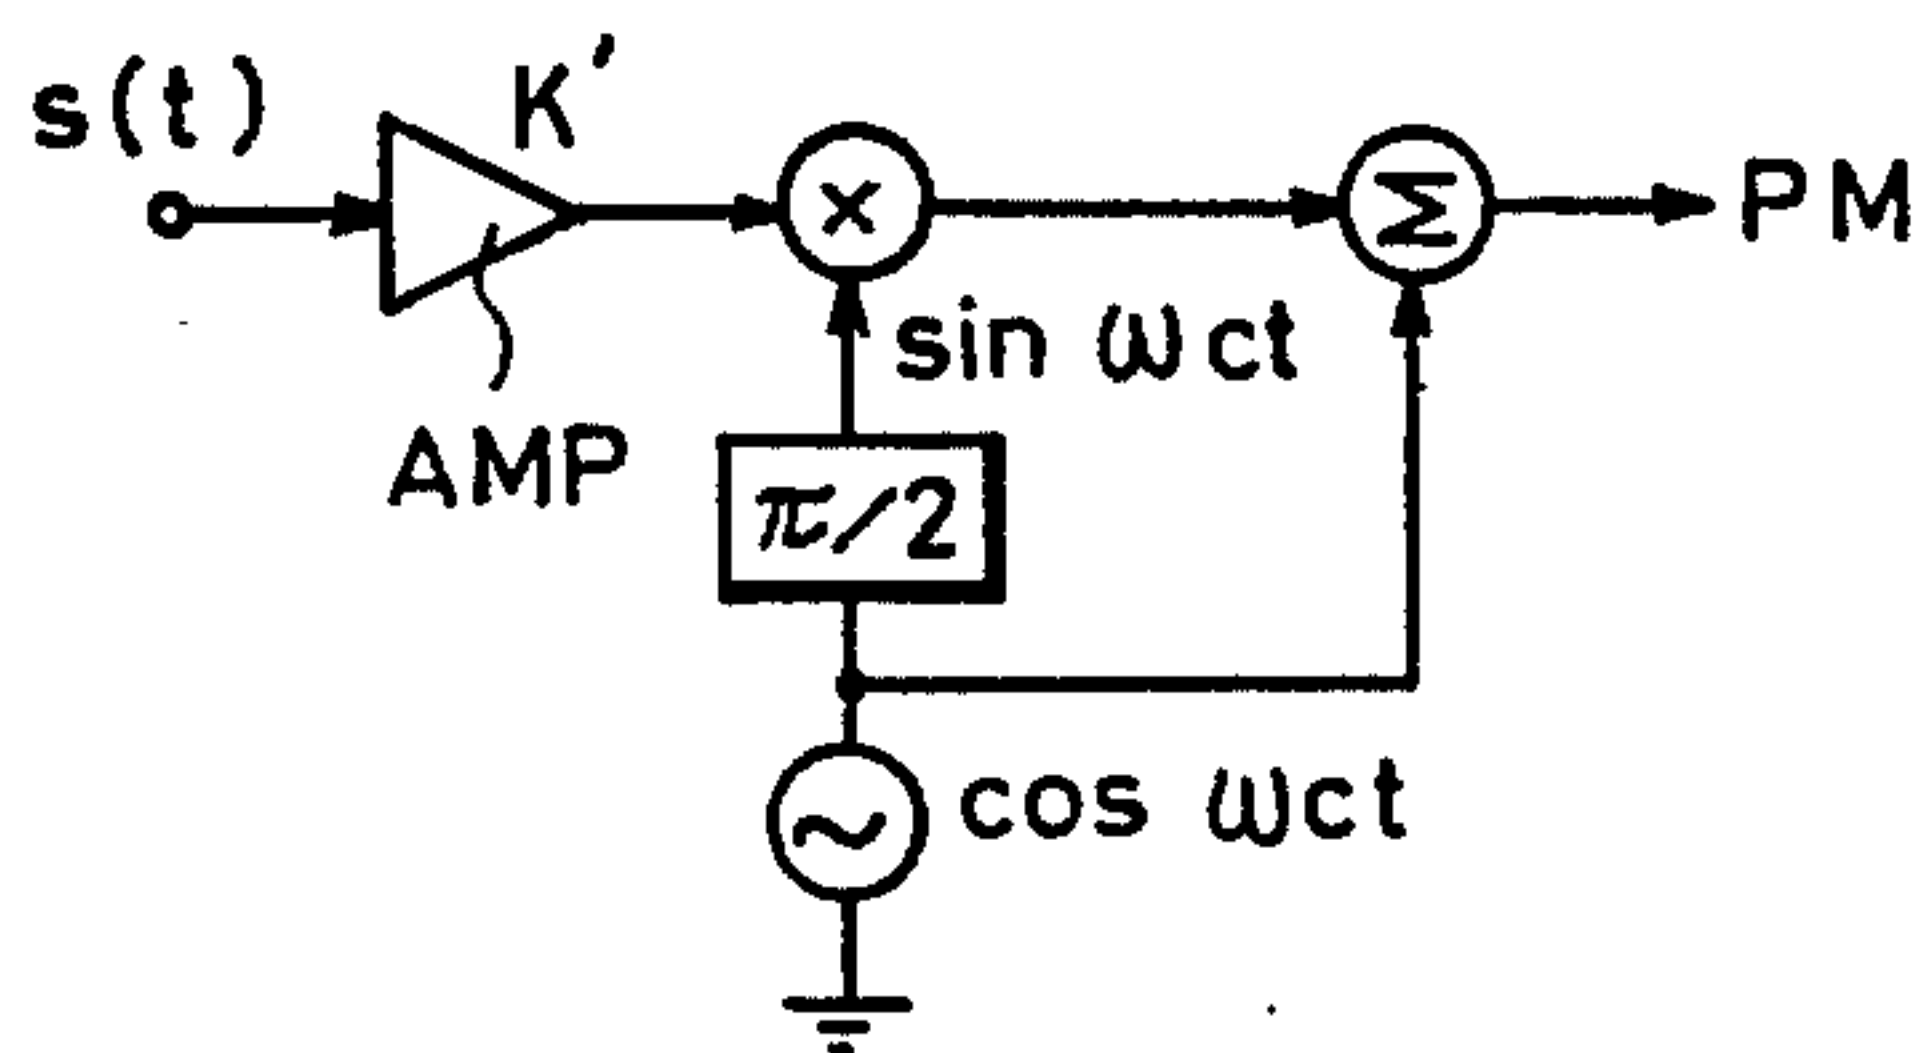 s(t)
K'
×
Σ
PM
sin ωct
AMP
π/2
cos ωct
~